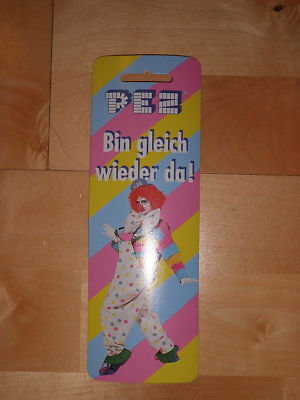 PEZ
Bin gleich
wieder da!